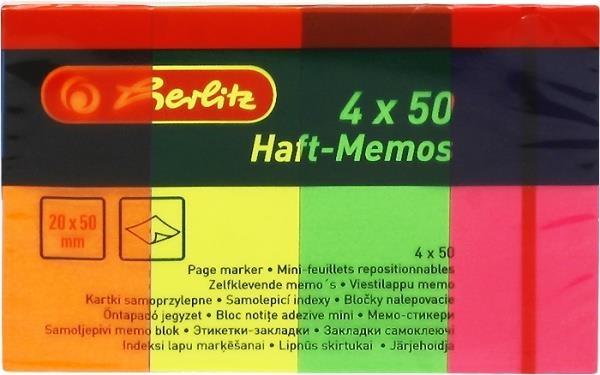 Herlitz
4 x 50
Haft-Memos
20 x 50
mm
4 x 50
Page marker • Mini-feuillets repositionnables
Zelfklevende memo´s • Viestilappu memo
Kartki samoprzylepne • Samolepicí indexy • Bločky nalepovacie
Öntapadó jegyzet • Bloc notițe adezive mini • Мемо-стикери
Samoljepivi memo blok • Этикетки-закладки • Закладки самоклеючі
Indeksi lapu marķēšanai • Lipnūs skirtukai • Järjehordja